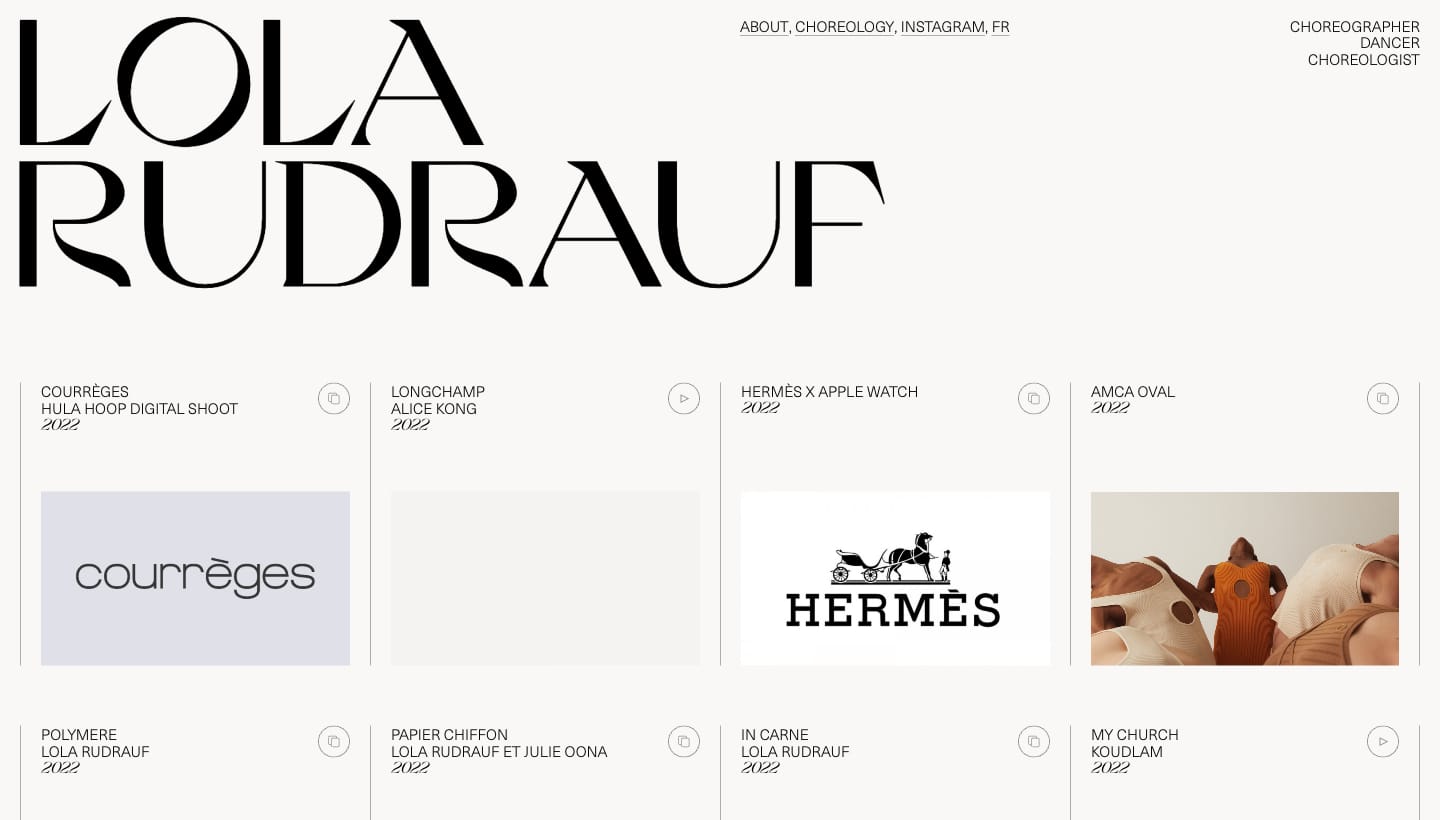 LOLA
RUDRAUF
ABOUT, CHOREOLOGY, INSTAGRAM, FR
CHOREOGRAPHER
DANCER
CHOREOLOGIST
COURRÈGES
HULA HOOP DIGITAL SHOOT
2022
LONGCHAMP
ALICE KONG
2022
HERMÈS X APPLE WATCH
2022
AMCA OVAL
2022
courrèges
HERMÈS
POLYMERE
LOLA RUDRAUF
2022
PAPIER CHIFFON
LOLA RUDRAUF ET JULIE OONA
2022
IN CARNE
LOLA RUDRAUF
2022
MY CHURCH
KOUDLAM
2022